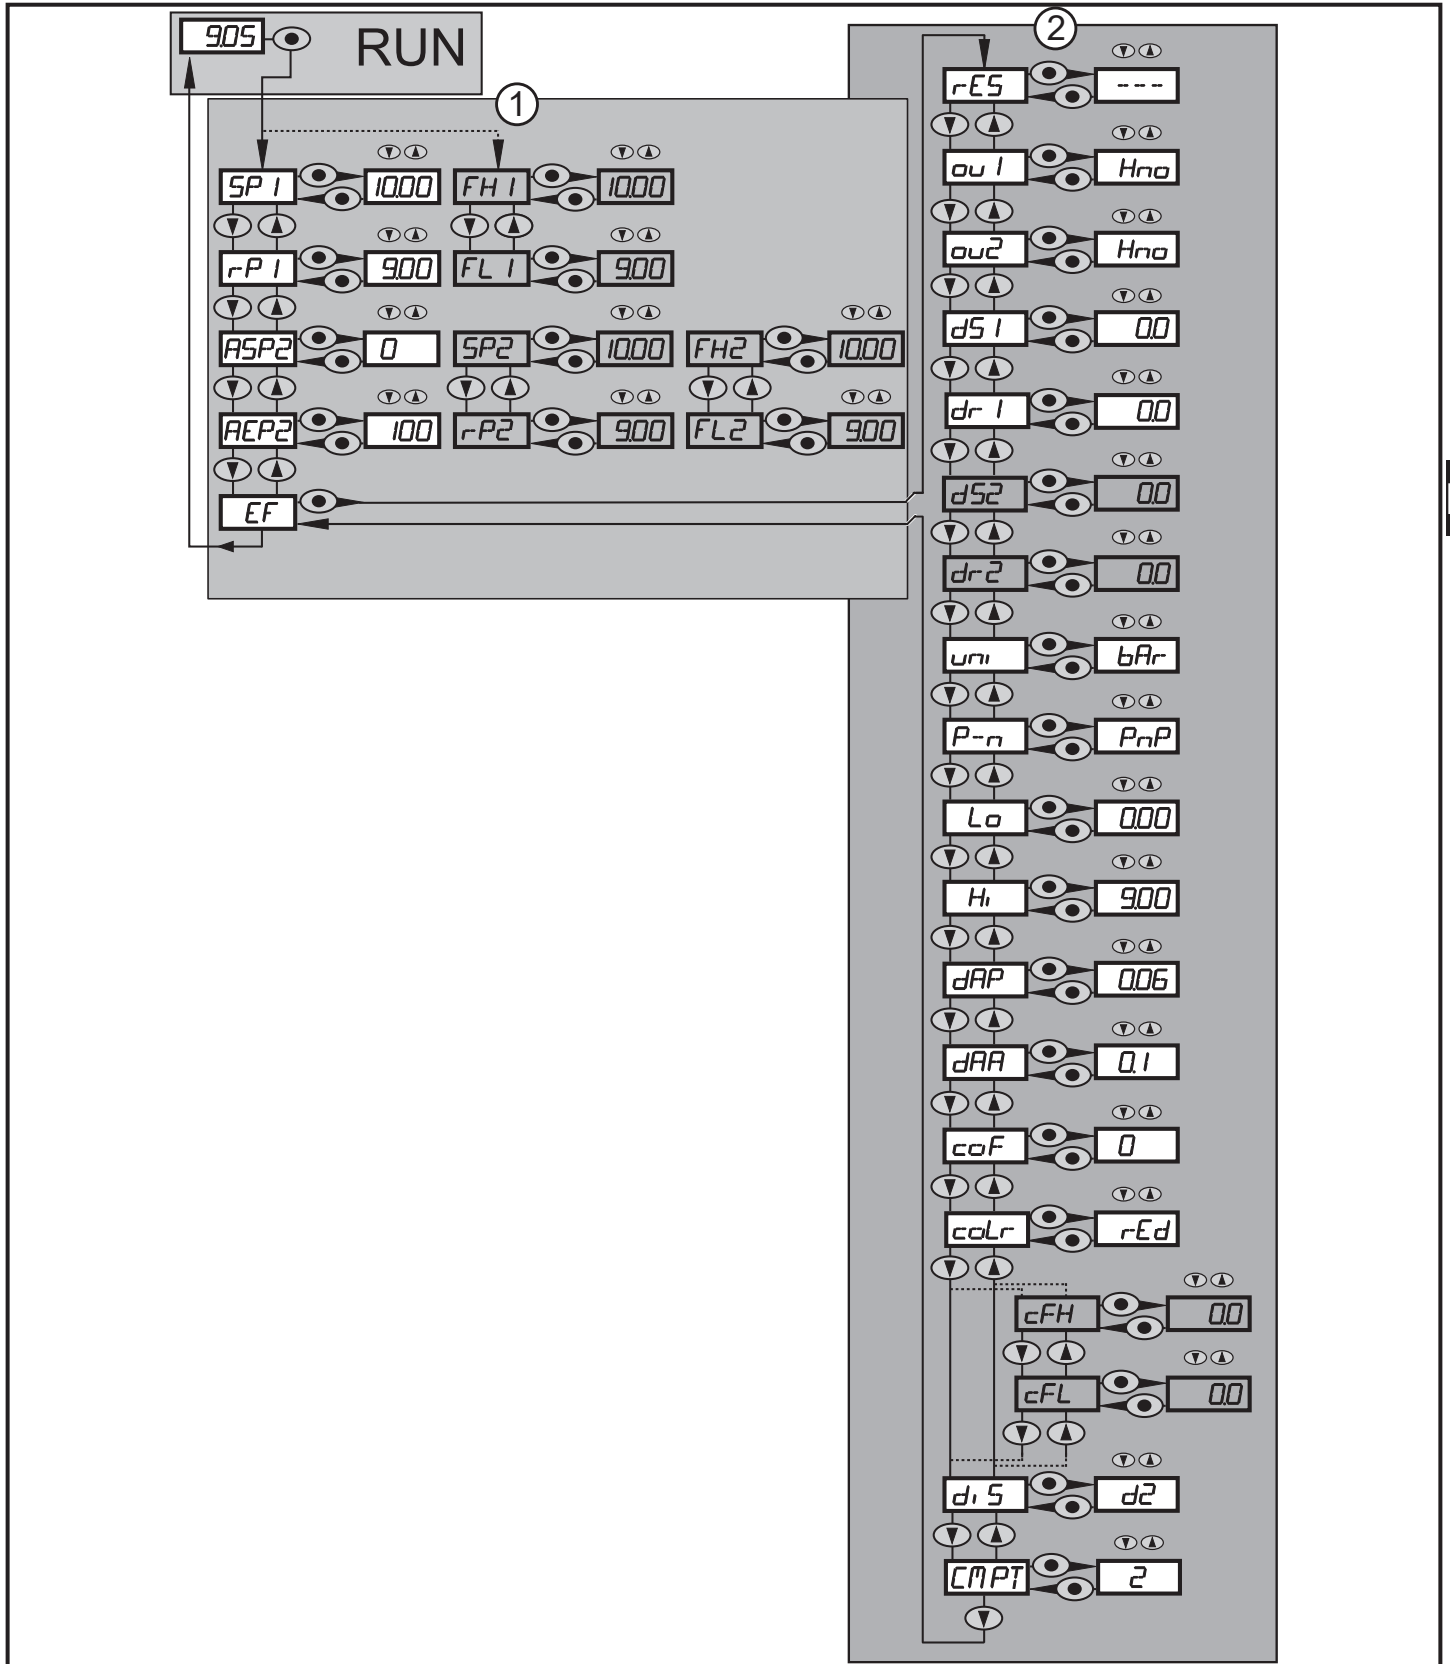 9.05 RUN
1
SP1 10.00 FH1 10.00
rP1 9.00 FL1 9.00
ASP2 0 SP2 10.00 FH2 10.00
AEP2 100 rP2 9.00 FL2 9.00
EF
2
rES ---
ou1 Hno
ou2 Hno
dS1 0.0
dr1 0.0
dS2 0.0
dr2 0.0
uni bAr
P-n PnP
Lo 0.00
Hi 9.00
dAP 0.06
dAA 0.1
coF 0
coLr rEd
cFH 0.0
cFL 0.0
diS d2
CMPT 2